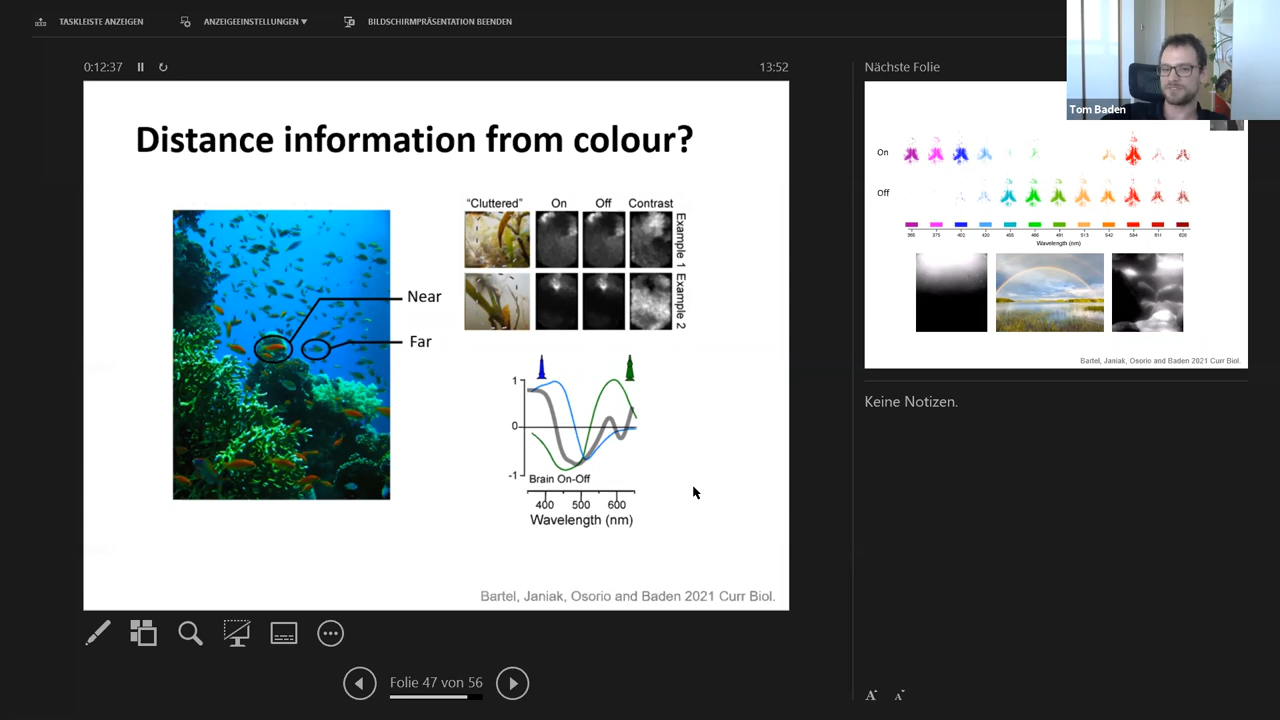 TASKLEISTE ANZEIGEN
ANZEIGEEINSTELLUNGEN ▼
BILDSCHIRMPRÄSENTATION BEENDEN
0:12:37
13:52
Distance information from colour?
Near
Far
"Cluttered" On Off Contrast
Example 1
Example 2
1
0
-1
Brain On-Off
400 500 600
Wavelength (nm)
Bartel, Janiak, Osorio and Baden 2021 Curr Biol.
Folie 47 von 56
Nächste Folie
Tom Baden
On
Off
Wavelength (nm)
Bartel, Janiak, Osorio and Baden 2021 Curr Biol.
Keine Notizen.
A A